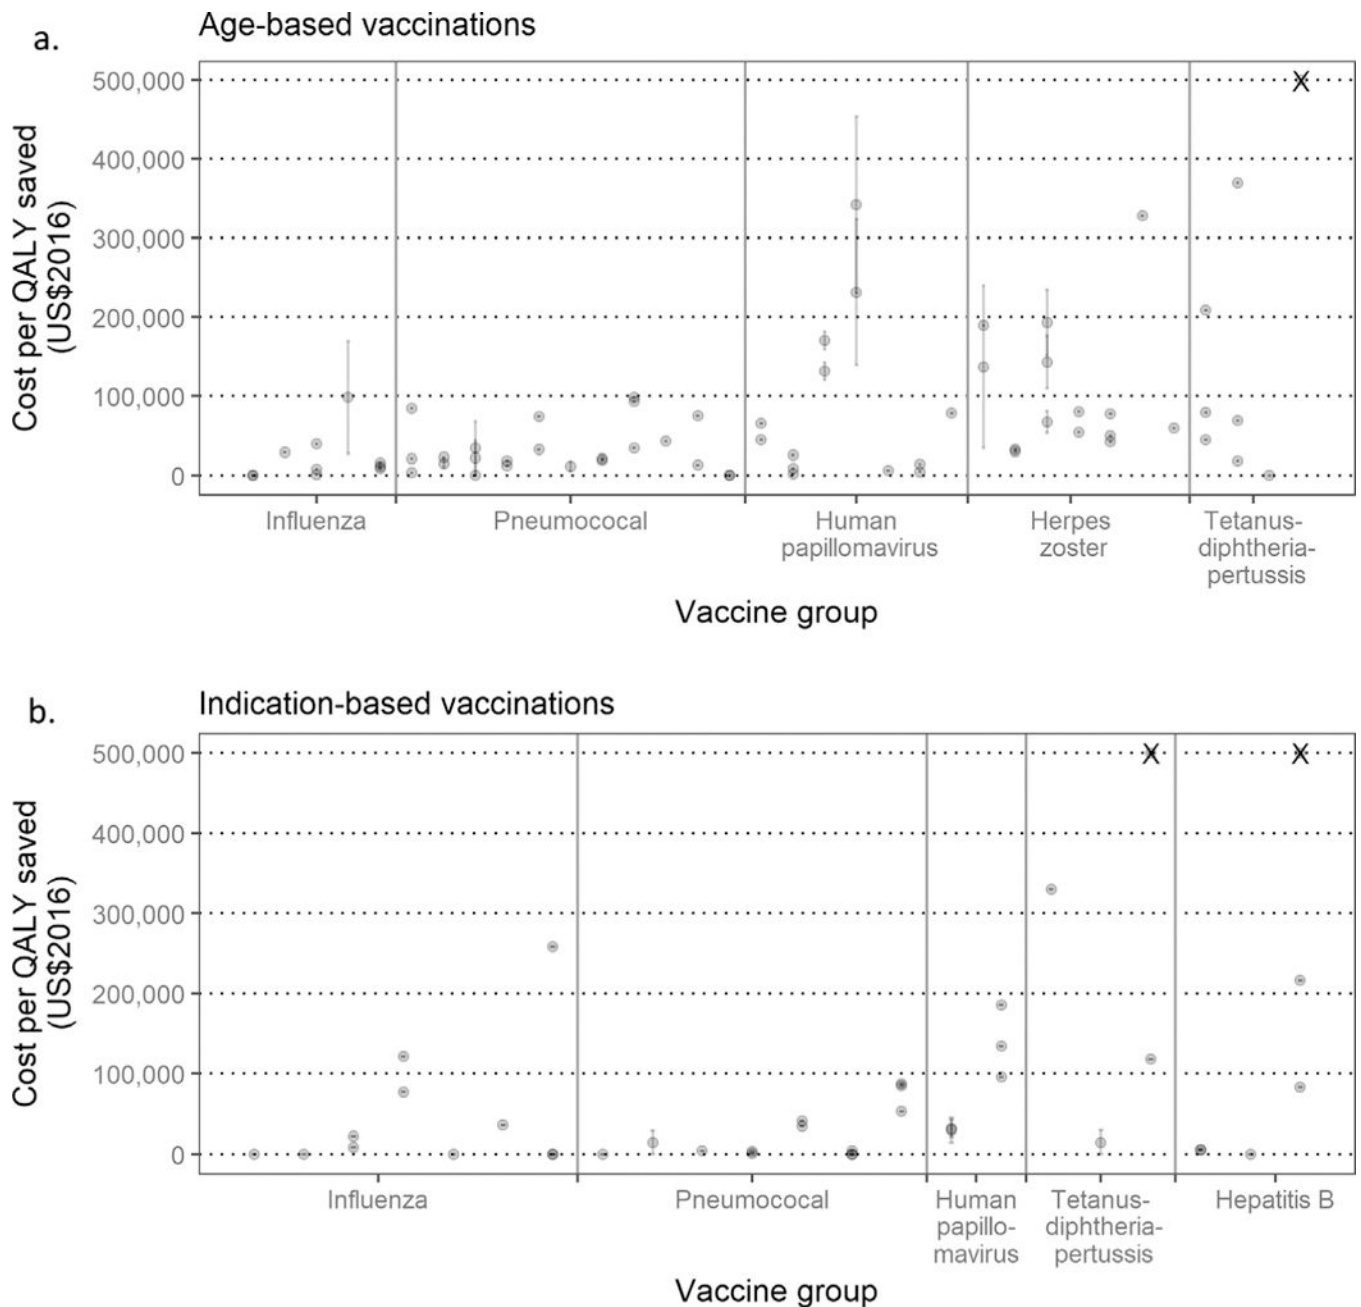 a.
Age-based vaccinations
Cost per QALY saved
(US$2016)
500,000
400,000
300,000
200,000
100,000
0
X
Influenza
Pneumococal
Human
papillomavirus
Herpes
zoster
Tetanus-
diphtheria-
pertussis
Vaccine group
b.
Indication-based vaccinations
Cost per QALY saved
(US$2016)
500,000
400,000
300,000
200,000
100,000
0
X
X
Influenza
Pneumococal
Human
papillo-
mavirus
Tetanus-
diphtheria-
pertussis
Hepatitis B
Vaccine group